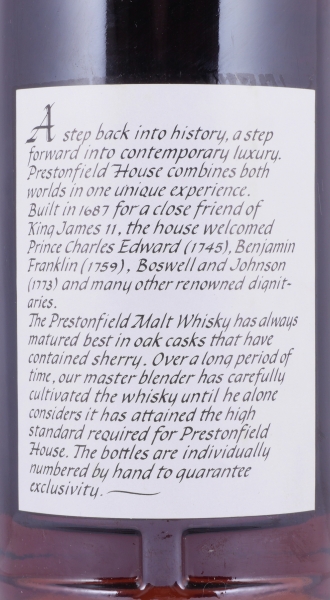 A step back into history, a step
forward into contemporary luxury.
Prestonfield House combines both
worlds in one unique experience.
Built in 1687 for a close friend of
King James 11, the house welcomed
Prince Charles Edward (1745), Benjamin
Franklin (1759), Boswell and Johnson
(1773) and many other renowned dignit-
aries.
The Prestonfield Malt Whisky has always
matured best in oak casks that have
contained sherry. Over a long period of
time, our master blender has carefully
cultivated the whisky until he alone
considers it has attained the high
standard required for Prestonfield
House. The bottles are individually
numbered by hand to quarantee
exclusivity.